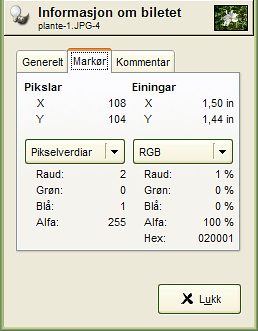 Informasjon om biletet
plante-1.JPG-4
Generelt Markør Kommentar
Pikslar Einingar
X 108 X 1,50 in
Y 104 Y 1,44 in
Pikselverdiar RGB
Raud: 2 Raud: 1 %
Grøn: 0 Grøn: 0 %
Blå: 1 Blå: 0 %
Alfa: 255 Alfa: 100 %
Hex: 020001
Lukk